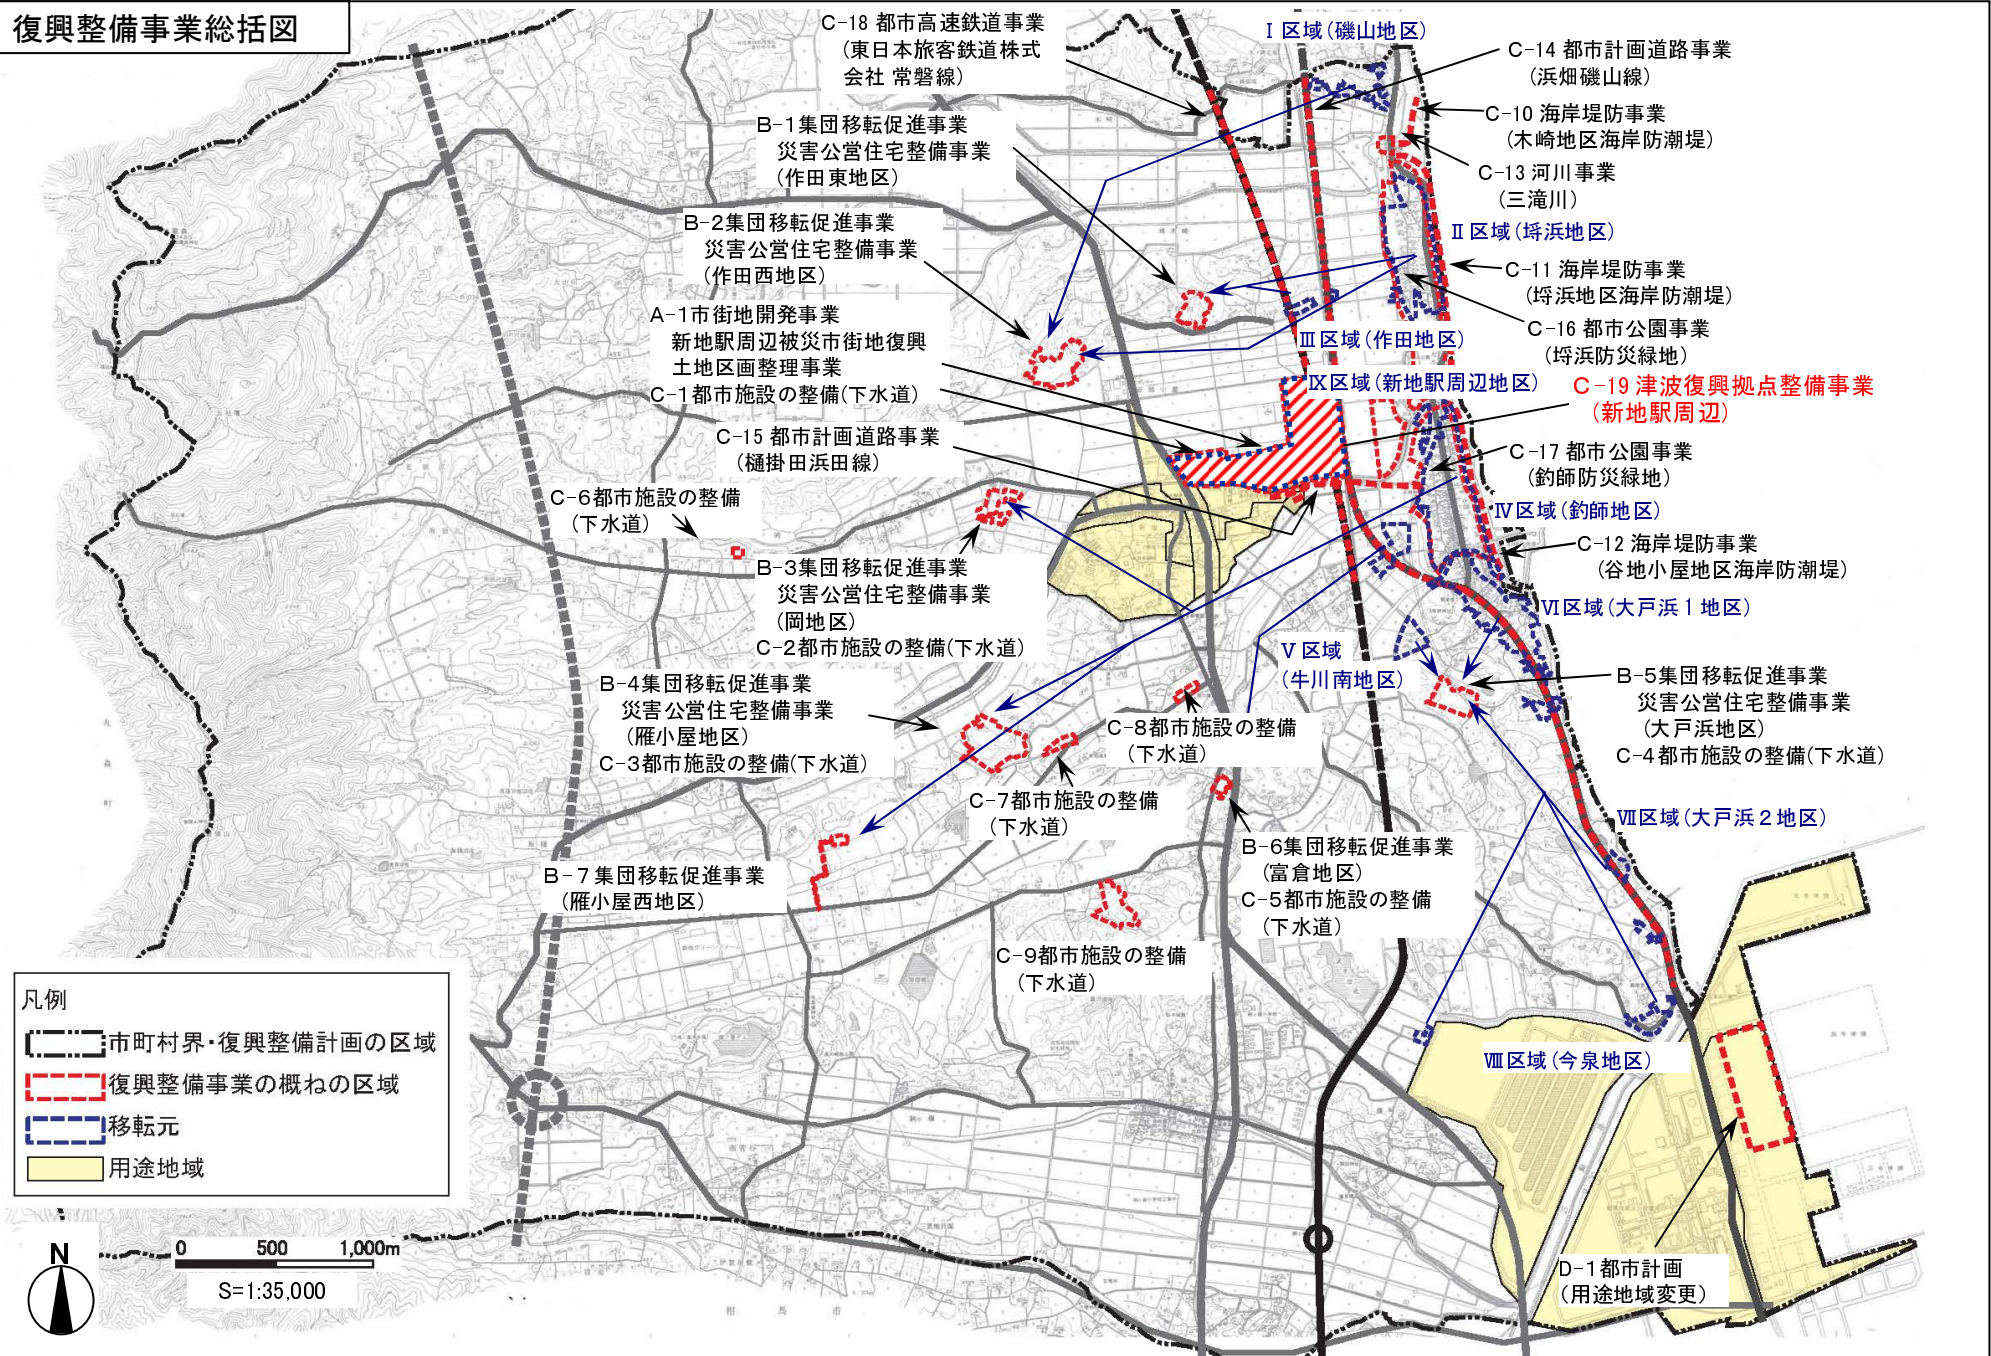 復興整備事業総括図
C-18 都市高速鉄道事業
(東日本旅客鉄道株式
会社 常磐線)
Ⅰ区域(磯山地区)
C-14 都市計画道路事業
(浜畑磯山線)
C-10 海岸堤防事業
(木崎地区海岸防潮堤)
C-13 河川事業
(三滝川)
B-1集団移転促進事業
災害公営住宅整備事業
(作田東地区)
B-2集団移転促進事業
災害公営住宅整備事業
(作田西地区)
Ⅱ区域(埒浜地区)
C-11 海岸堤防事業
(埒浜地区海岸防潮堤)
C-16 都市公園事業
(埒浜防災緑地)
A-1市街地開発事業
新地駅周辺被災市街地復興
土地区画整理事業
C-1都市施設の整備(下水道)
Ⅲ区域(作田地区)
Ⅸ区域(新地駅周辺地区)
C-19 津波復興拠点整備事業
(新地駅周辺)
C-15 都市計画道路事業
(樋掛田浜田線)
C-17 都市公園事業
(釣師防災緑地)
C-6都市施設の整備
(下水道)
Ⅳ区域(釣師地区)
C-12 海岸堤防事業
(谷地小屋地区海岸防潮堤)
B-3集団移転促進事業
災害公営住宅整備事業
(岡地区)
C-2都市施設の整備(下水道)
Ⅵ区域(大戸浜1地区)
Ⅴ区域
(牛川南地区)
B-4集団移転促進事業
災害公営住宅整備事業
(雁小屋地区)
C-3都市施設の整備(下水道)
B-5集団移転促進事業
災害公営住宅整備事業
(大戸浜地区)
C-4都市施設の整備(下水道)
C-8都市施設の整備
(下水道)
C-7都市施設の整備
(下水道)
Ⅶ区域(大戸浜2地区)
B-6集団移転促進事業
(富倉地区)
C-5都市施設の整備
(下水道)
B-7集団移転促進事業
(雁小屋西地区)
C-9都市施設の整備
(下水道)
Ⅷ区域(今泉地区)
D-1都市計画
(用途地域変更)
凡例
市町村界・復興整備計画の区域
復興整備事業の概ねの区域
移転元
用途地域
N
0 500 1,000m
S=1:35,000
相馬市